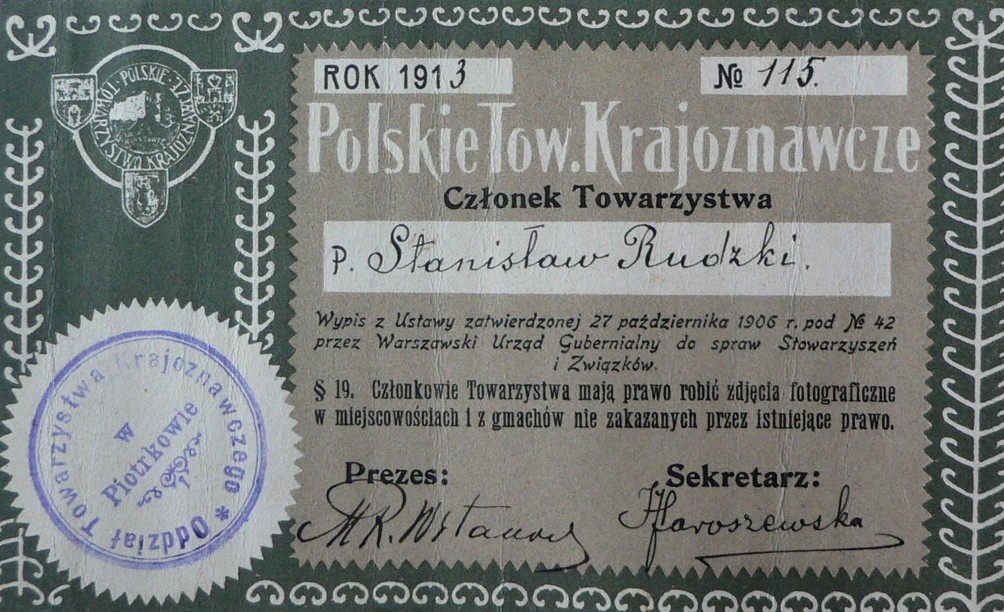 ROK 1913
№ 115.
Polskie Tow. Krajoznawcze
Członek Towarzystwa
P. Stanisław Rudzki.
Wypis z Ustawy zatwierdzonej 27 października 1906 r. pod № 42
przez Warszawski Urząd Gubernialny do spraw Stowarzyszeń
i Związków.
§ 19. Członkowie Towarzystwa mają prawo robić zdjęcia fotograficzne
w miejscowościach i z gmachów nie zakazanych przez istniejące prawo.
Prezes:
Sekretarz:
Jaroszewska
POLSKIE TOWARZYSTWO KRAJOZNAWCZE
Oddział Towarzystwa Krajoznawczego *
w
Piotrkowie